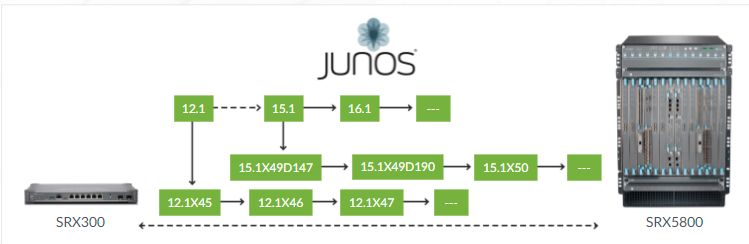 JUNOS
12.1 15.1 16.1 ---
15.1X49D147 15.1X49D190 15.1X50 ---
12.1X45 12.1X46 12.1X47 ---
SRX300 SRX5800